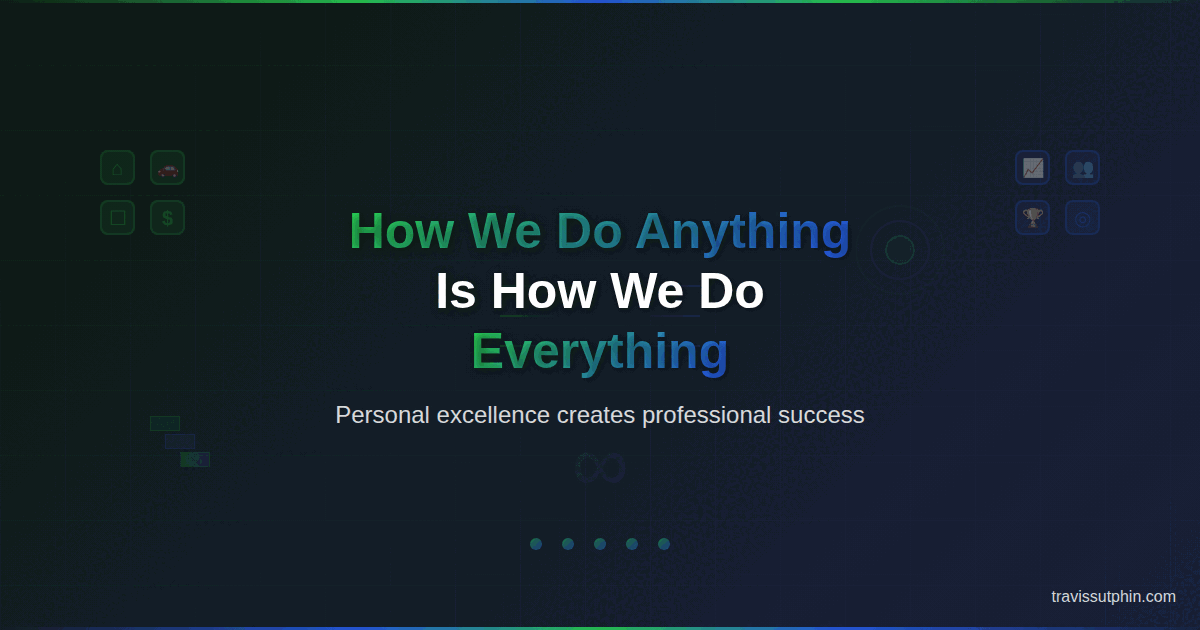 How We Do Anything
Is How We Do
Everything
Personal excellence creates professional success
$
∞
travissutphin.com